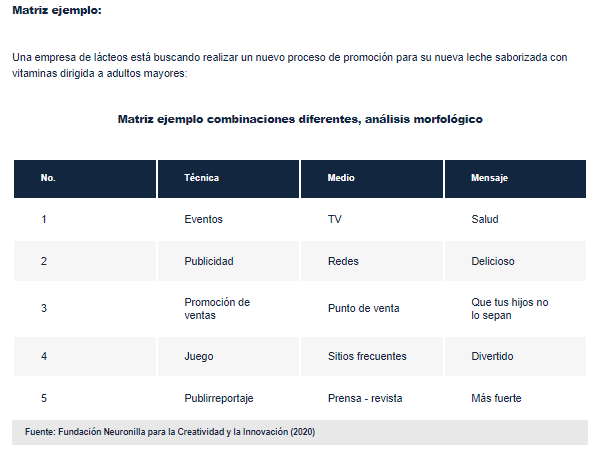 Matriz ejemplo:
Una empresa de lácteos está buscando realizar un nuevo proceso de promoción para su nueva leche saborizada con
vitaminas dirigida a adultos mayores:
Matriz ejemplo combinaciones diferentes, análisis morfológico
No. Técnica Medio Mensaje
1 Eventos TV Salud
2 Publicidad Redes Delicioso
3 Promoción de ventas Punto de venta Que tus hijos no lo sepan
4 Juego Sitios frecuentes Divertido
5 Publirreportaje Prensa - revista Más fuerte
Fuente: Fundación Neuronilla para la Creatividad y la Innovación (2020)